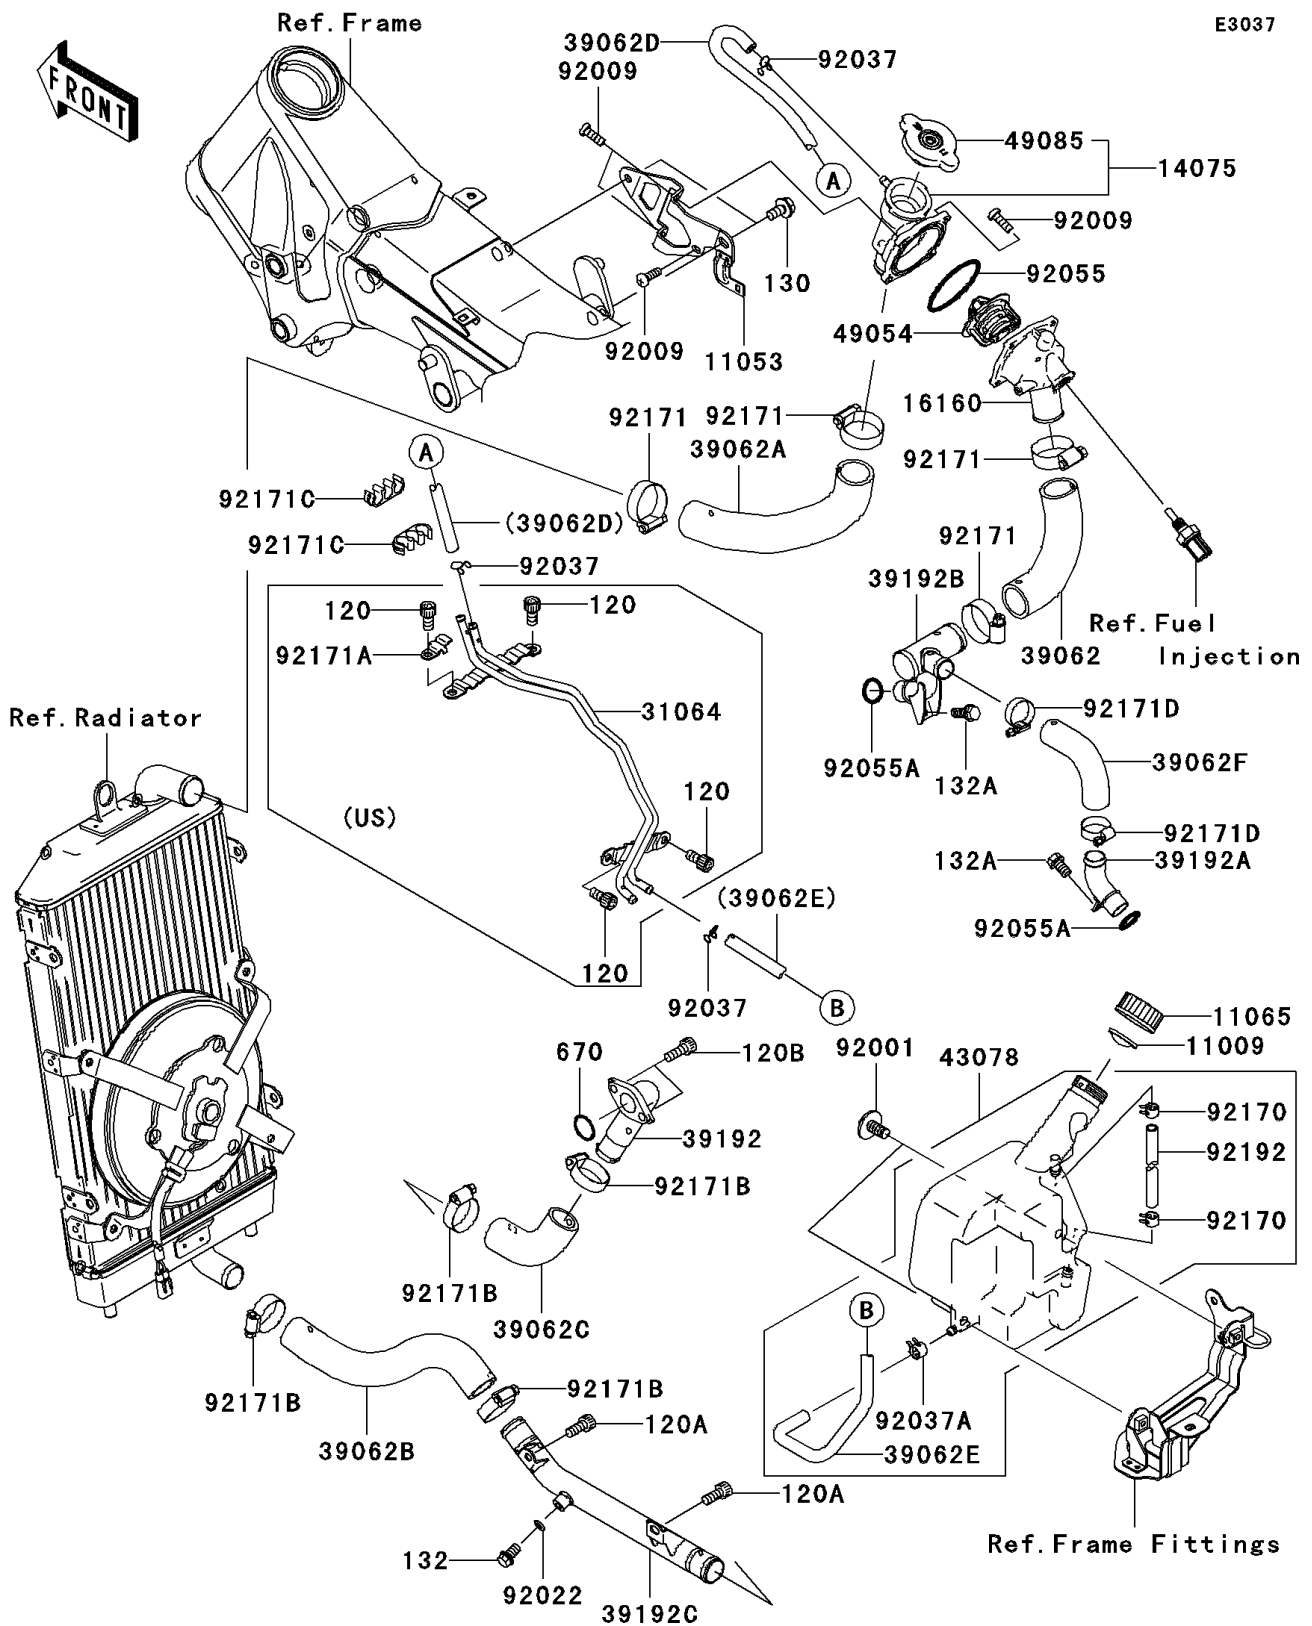 Ref.Frame
E3037
FRONT
39062D
92037
92009
49085
14075
A
92009
92055
130
49054
92009
11053
16160
92171
92171
39062A
92171
A
92171C
(39062D)
92171C
92037
92171
39192B
120
120
92171A
Ref.Fuel
Injection
39062
31064
92171D
Ref.Radiator
92055A
132A
39062F
120
(US)
92171D
132A
39192A
(39062E)
92055A
120
92037
B
11065
11009
670
120B
92001
43078
92170
39192
92192
92171B
92170
92171B
39062C
B
92171B
92171B
92037A
39062B
120A
39062E
120A
132
92022
39192C
Ref.Frame Fittings